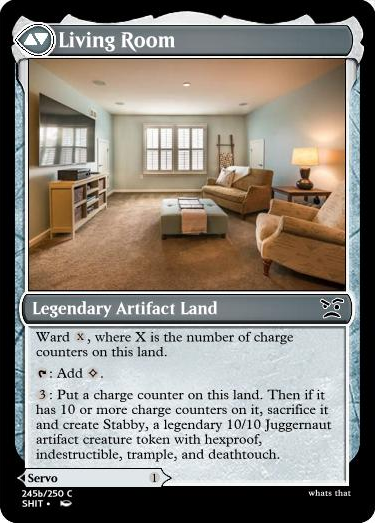 Living Room
Legendary Artifact Land
Ward X, where X is the number of charge
counters on this land.
: Add .
3 : Put a charge counter on this land. Then if it
has 10 or more charge counters on it, sacrifice it
and create Stabby, a legendary 10/10 Juggernaut
artifact creature token with hexproof,
indestructible, trample, and deathtouch.
Servo 1
245b/250 C
SHIT • whats that